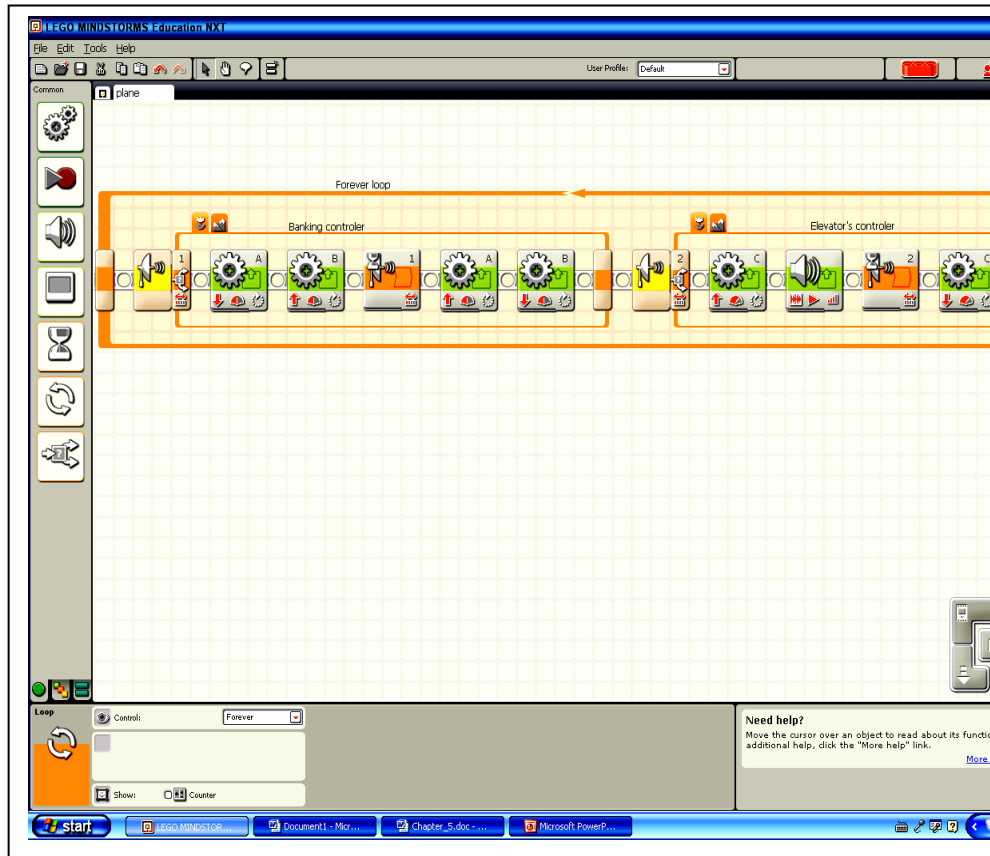 LEGO MINDSTORMS Education NXT
File Edit Tools Help
User Profile: Default
Common
plane
Forever loop
Banking controler
Elevator's controler
1 A B 1 A B 2 C 2 C
Loop
Control: Forever
Show: Counter
Need help?
Move the cursor over an object to read about its
additional help, click the "More help" link.
More
start LEGO MINDSTOR... Document1 - Micr... Chapter_5.doc - ... Microsoft PowerP...